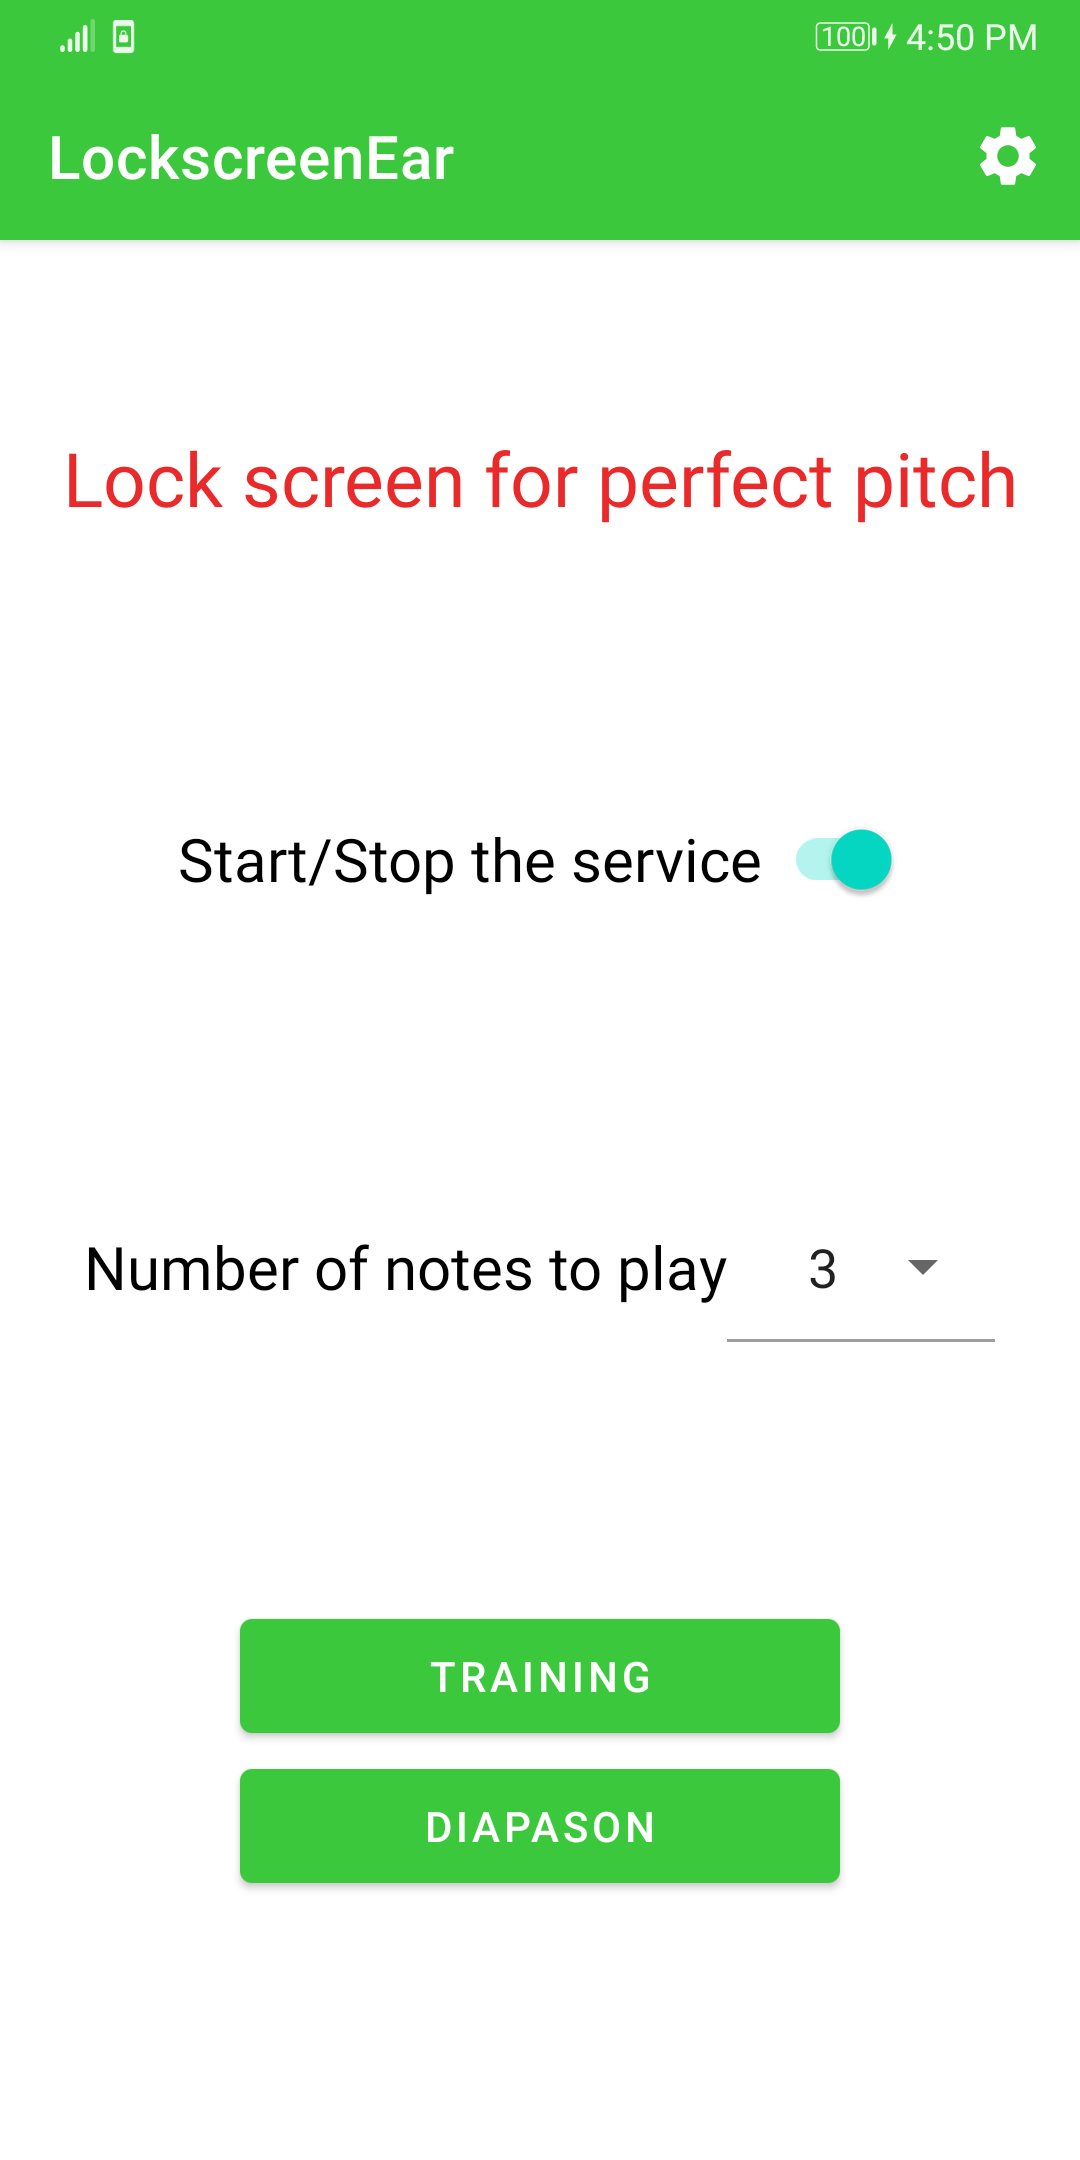 100 4:50 PM
LockscreenEar
Lock screen for perfect pitch
Start/Stop the service
Number of notes to play 3
TRAINING
DIAPASON